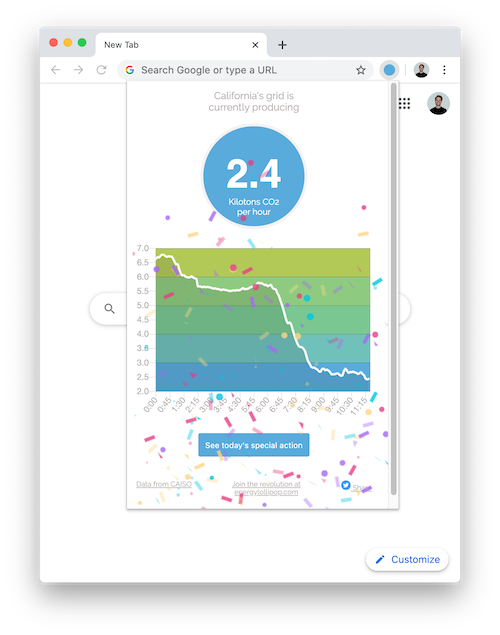 New Tab
Search Google or type a URL
California's grid is
currently producing
2.4
Kilotons CO2
per hour
7.0
6.5
6.0
5.5
5.0
4.5
4.0
3.5
3.0
2.5
2.0
0:00 0:45 1:30 2:15 3:00 3:45 4:30 5:15 6:00 6:45 7:30 8:15 9:00 9:45 10:30 11:15
See today's special action
Data from CAISO
Join the revolution at
energylollipop.com
Share
Customize